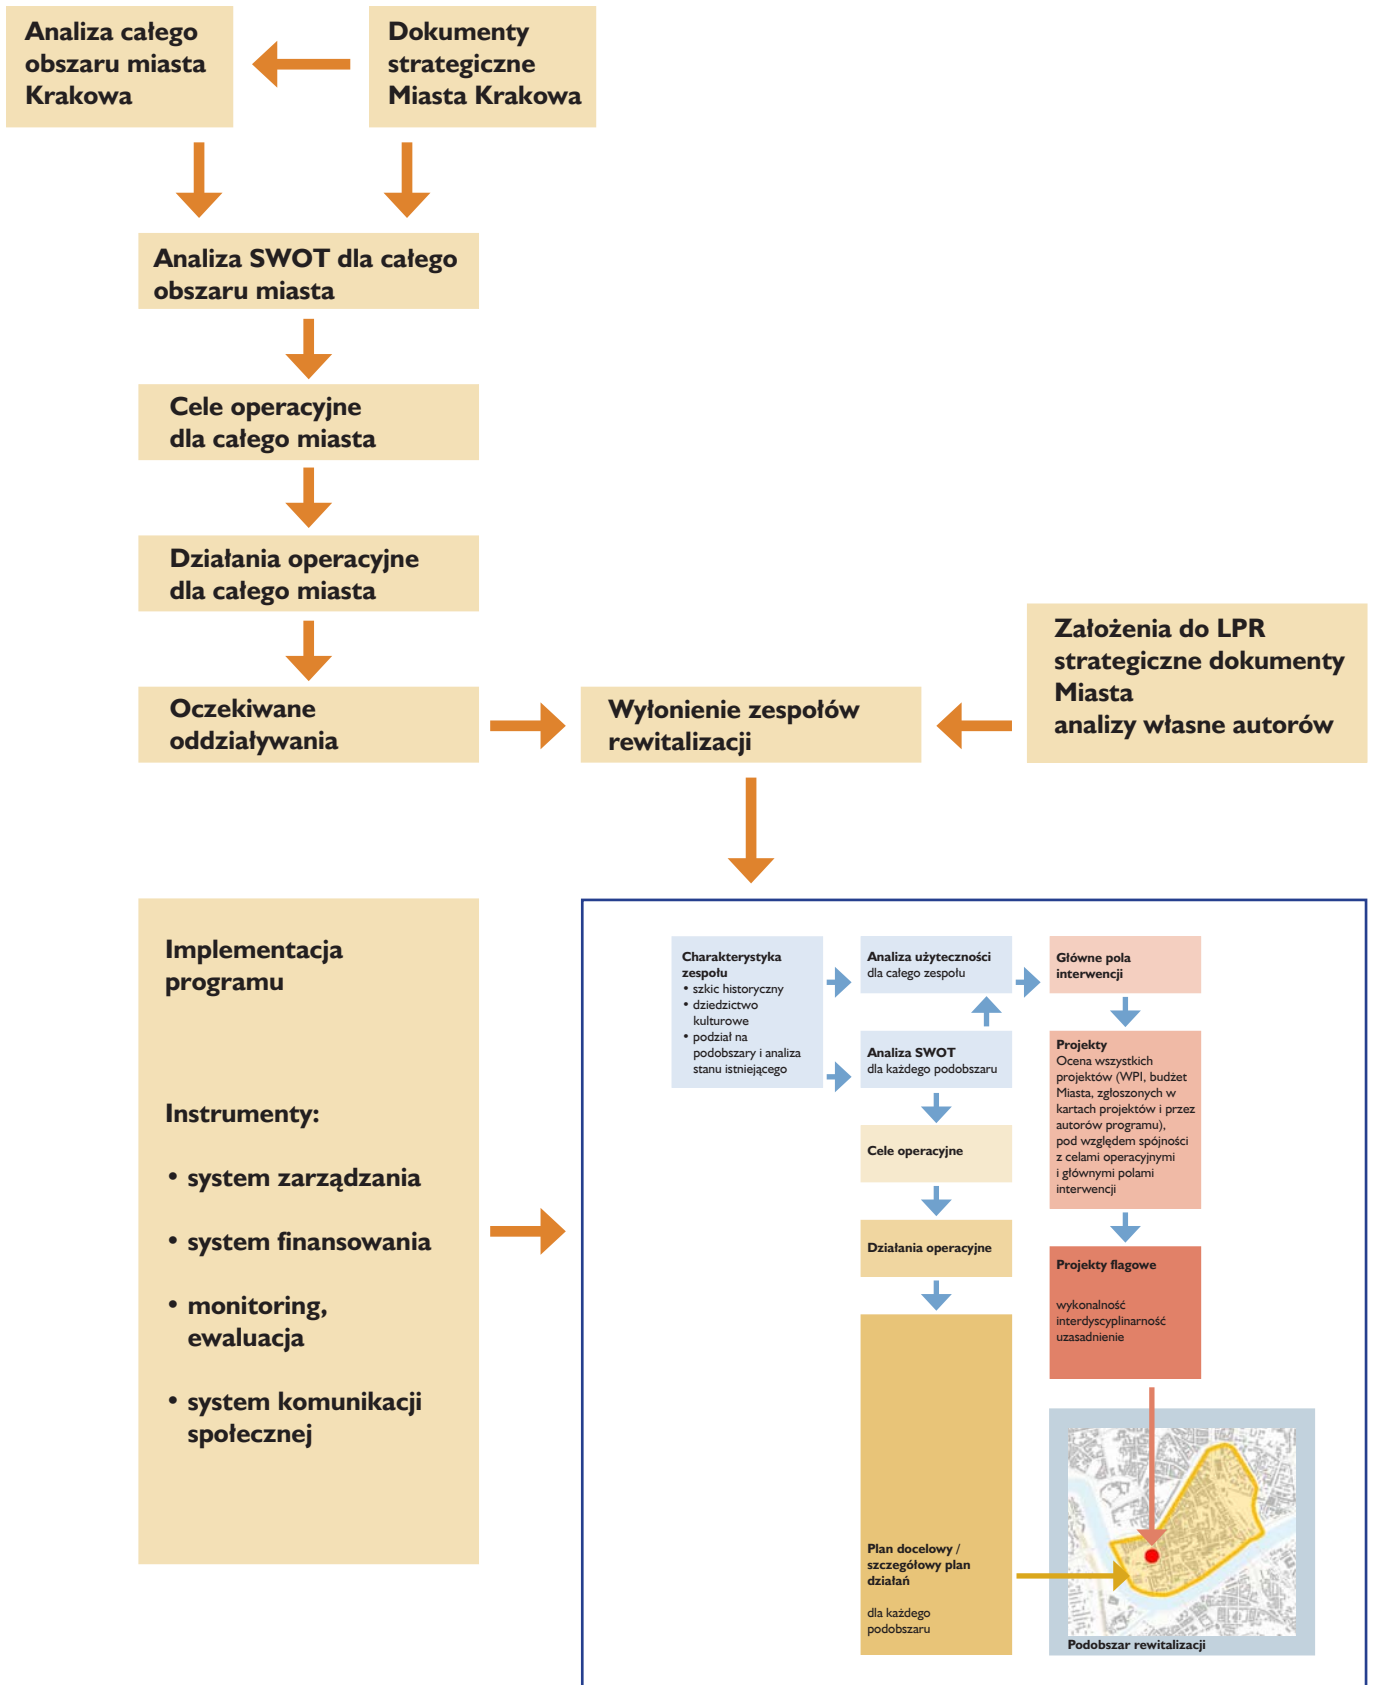 Analiza całego
obszaru miasta
Krakowa
Dokumenty
strategiczne
Miasta Krakowa
Analiza SWOT dla całego
obszaru miasta
Cele operacyjne
dla całego miasta
Działania operacyjne
dla całego miasta
Oczekiwane
oddziaływania
Wyłonienie zespołów
rewitalizacji
Założenia do LPR
strategiczne dokumenty
Miasta
analizy własne autorów
Implementacja
programu
Instrumenty:
• system zarządzania
• system finansowania
• monitoring,
ewaluacja
• system komunikacji
społecznej
Charakterystyka
zespołu
• szkic historyczny
• dziedzictwo
kulturowe
• podział na
podobszary i analiza
stanu istniejącego
Analiza użyteczności
dla całego zespołu
Analiza SWOT
dla każdego podobszaru
Cele operacyjne
Działania operacyjne
Plan docelowy /
szczegółowy plan
działań
dla każdego
podobszaru
Główne pola
interwencji
Projekty
Ocena wszystkich
projektów (WPI, budżet
Miasta, zgłoszonych w
kartach projektów i przez
autorów programu),
pod względem spójności
z celami operacyjnymi
i głównymi polami
interwencji
Projekty flagowe
wykonalność
interdyscyplinarność
uzasadnienie
Podobszar rewitalizacji